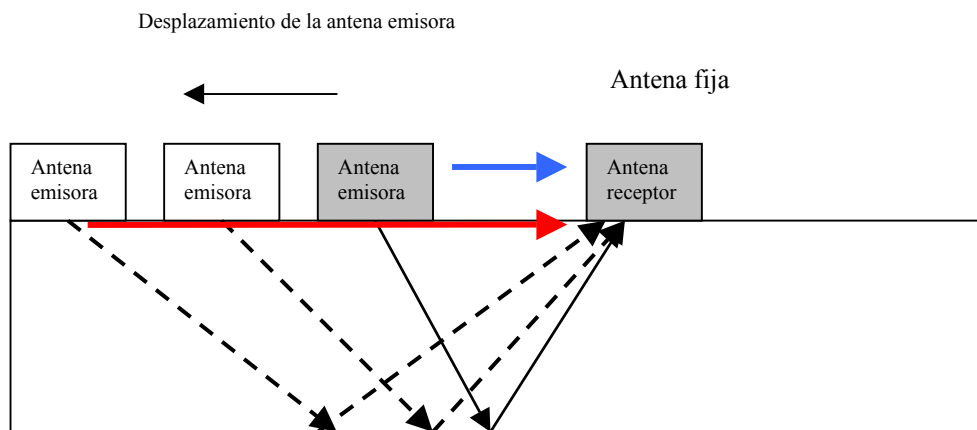 Desplazamiento de la antena emisora
Antena fija
Antena
emisora
Antena
emisora
Antena
emisora
Antena
receptor